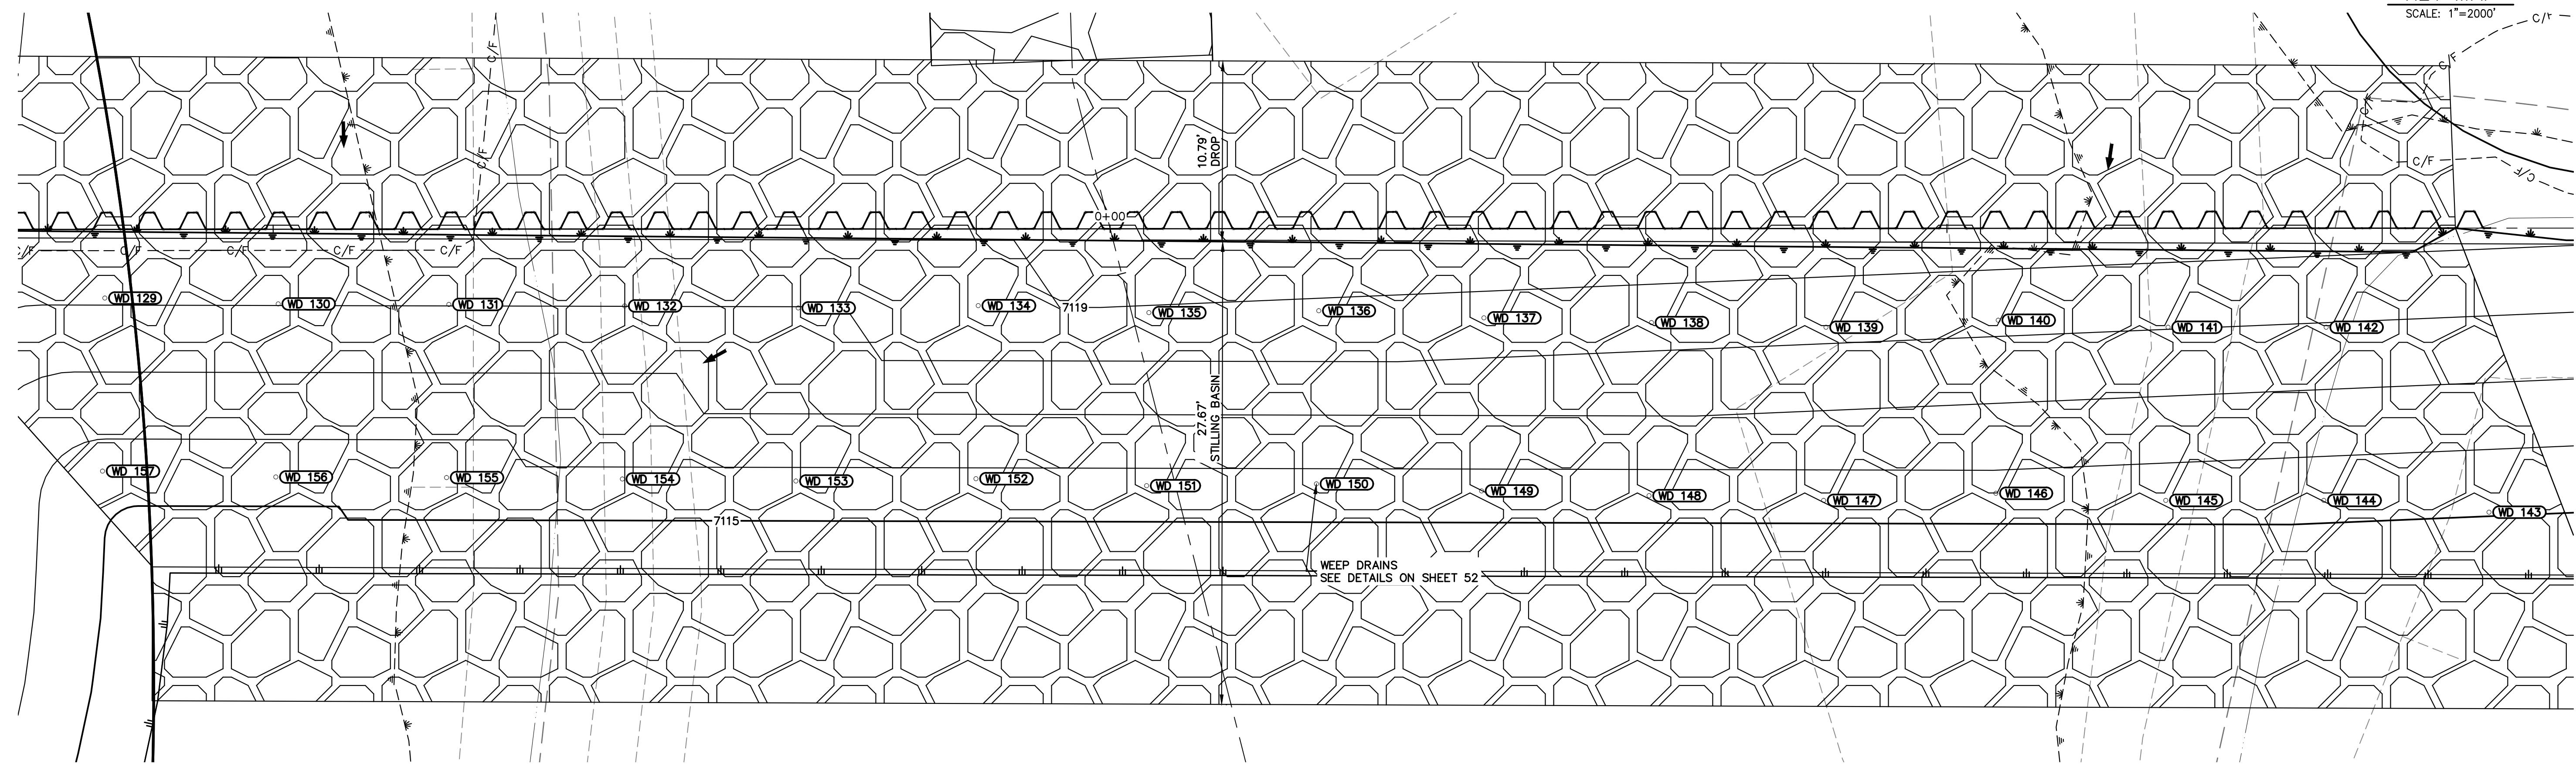 SCALE: 1"=2000'
C/F
C/F
C/F
C/F
C/F
C/F
C/F
C/F
10.79'
DROP
0+00
C/F
C/F
C/F
C/F
C/F
WD 129
WD 130
WD 131
WD 132
WD 133
WD 134
7119
WD 135
WD 136
WD 137
WD 138
WD 139
WD 140
WD 141
WD 142
27.67'
STILLING BASIN
WD 157
WD 156
WD 155
WD 154
WD 153
WD 152
WD 151
WD 150
WD 149
WD 148
WD 147
WD 146
WD 145
WD 144
WD 143
7115
WEEP DRAINS
SEE DETAILS ON SHEET 52